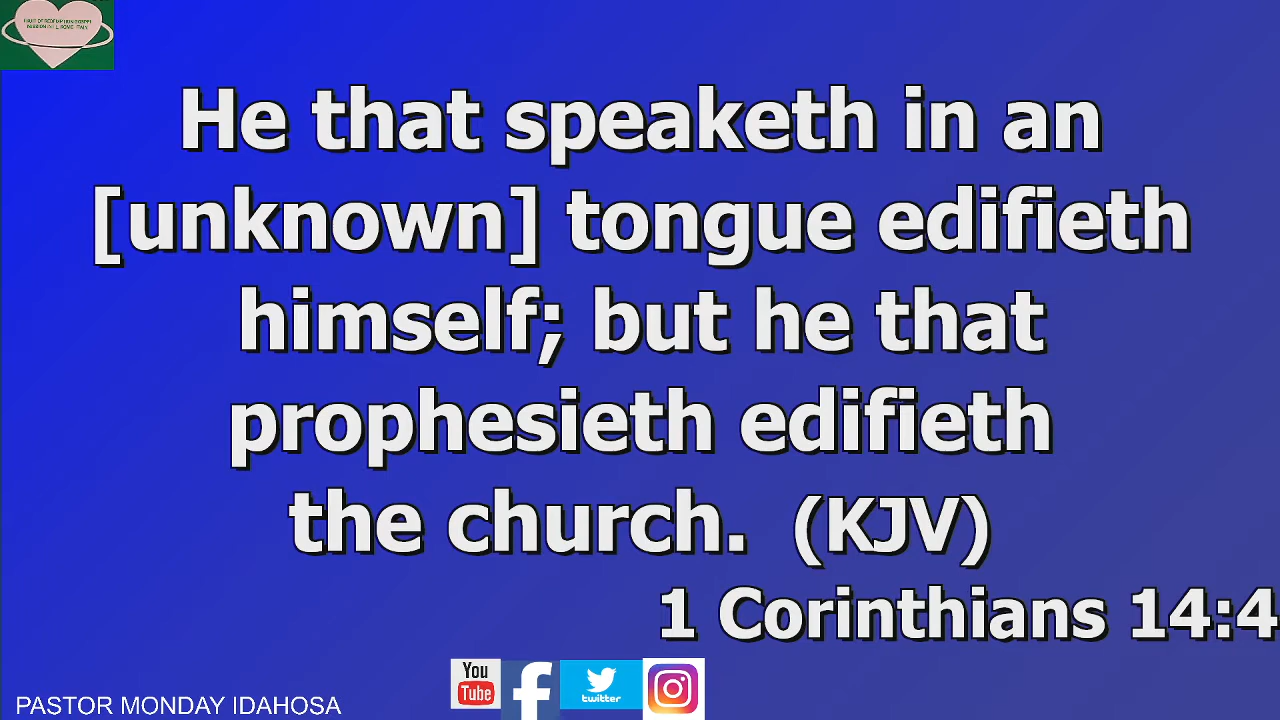 He that speaketh in an
[unknown] tongue edifieth
himself; but he that
prophesieth edifieth
the church. (KJV)
1 Corinthians 14:4
You
Tube
twitter
PASTOR MONDAY IDAHOSA